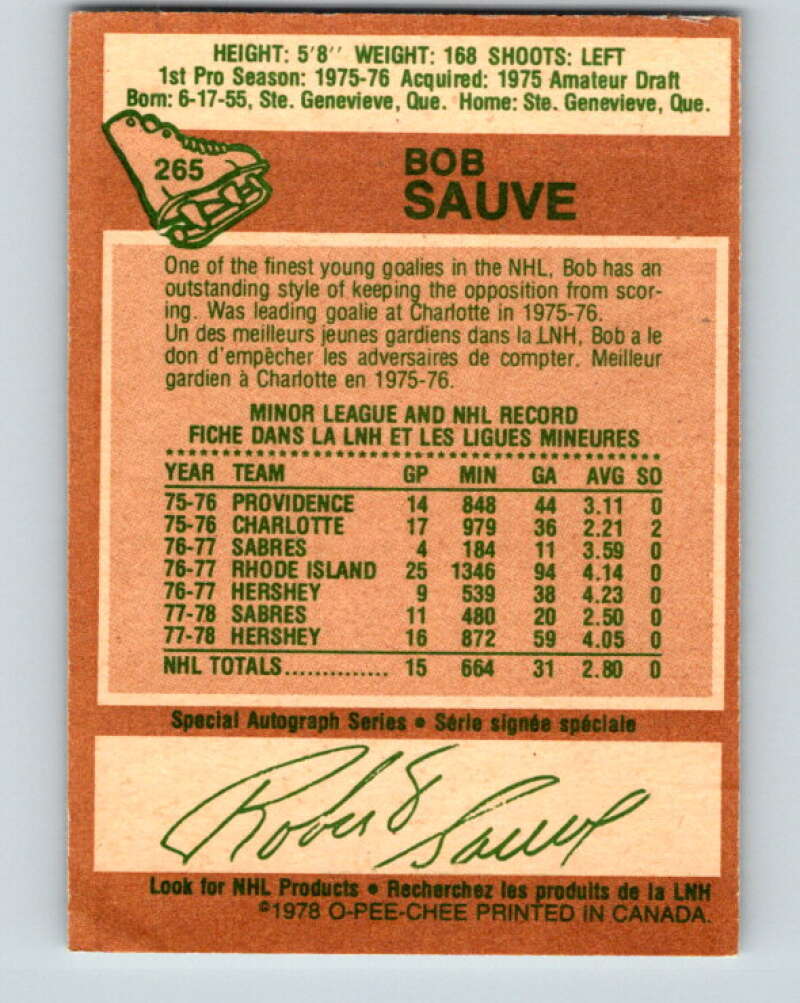 HEIGHT: 5'8'' WEIGHT: 168 SHOOTS: LEFT
1st Pro Season: 1975-76 Acquired: 1975 Amateur Draft
Born: 6-17-55, Ste. Genevieve, Que. Home: Ste. Genevieve, Que.
265
BOB
SAUVE
One of the finest young goalies in the NHL, Bob has an
outstanding style of keeping the opposition from scor-
ing. Was leading goalie at Charlotte in 1975-76.
Un des meilleurs jeunes gardiens dans la LNH, Bob a le
don d'empêcher les adversaires de compter. Meilleur
gardien à Charlotte en 1975-76.
MINOR LEAGUE AND NHL RECORD
FICHE DANS LA LNH ET LES LIGUES MINEURES
YEAR TEAM GP MIN GA AVG SO
75-76 PROVIDENCE 14 848 44 3.11 0
75-76 CHARLOTTE 17 979 36 2.21 2
76-77 SABRES 4 184 11 3.59 0
76-77 RHODE ISLAND 25 1346 94 4.14 0
76-77 HERSHEY 9 539 38 4.23 0
77-78 SABRES 11 480 20 2.50 0
77-78 HERSHEY 16 872 59 4.05 0
NHL TOTALS.............. 15 664 31 2.80 0
Special Autograph Series • Série signée spéciale
Robert Sauve
Look for NHL Products • Recherchez les produits de la LNH
©1978 O-PEE-CHEE PRINTED IN CANADA.